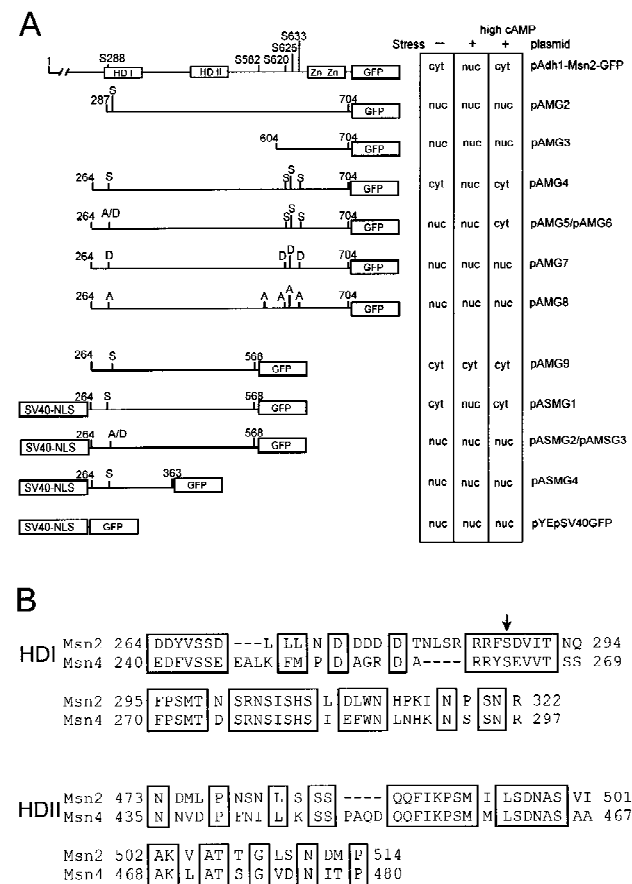 A
high cAMP
Stress – + + plasmid
1 S288 HD I HD II S582 S620 S625 S633 Zn Zn GFP cyt nuc cyt pAdh1-Msn2-GFP
287 S 704 GFP nuc nuc nuc pAMG2
604 704 GFP nuc nuc nuc pAMG3
264 S S S S 704 GFP cyt nuc cyt pAMG4
264 A/D S S S 704 GFP nuc nuc cyt pAMG5/pAMG6
264 D D D D 704 GFP nuc nuc nuc pAMG7
264 A A A A A 704 GFP nuc nuc nuc pAMG8
264 S 568 GFP cyt cyt cyt pAMG9
SV40-NLS 264 S 568 GFP cyt nuc cyt pASMG1
SV40-NLS 264 A/D 568 GFP nuc nuc nuc pASMG2/pAMSG3
SV40-NLS 264 S 363 GFP nuc nuc nuc pASMG4
SV40-NLS GFP nuc nuc nuc pYEpSV40GFP
B
HDI
Msn2 264 DDYVSSD ---L LL N D DDD D TNLSR RRFSDVIT NQ 294
Msn4 240 EDFVSSE EALK FM P D AGR D A---- RRYSEVVT SS 269
Msn2 295 FPSMT N SRNSISHS L DLWN HPKI N P SN R 322
Msn4 270 FPSMT D SRNSISHS I EFWN LNHK N S SN R 297
HDII
Msn2 473 N DMLP P NSN L S SS ---- QQFIKPSM I LSDNAS VI 501
Msn4 435 N NVD P FNI L K SS PAQD QQFIKPSM M LSDNAS AA 467
Msn2 502 AK V AT T G LS N DM P 514
Msn4 468 AK L AT S G VD N IT P 480